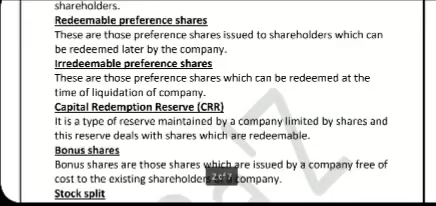 shareholders.
Redeemable preference shares
These are those preference shares issued to shareholders which can
be redeemed later by the company.
Irredeemable preference shares
These are those preference shares which can be redeemed at the
time of liquidation of company.
Capital Redemption Reserve (CRR)
It is a type of reserve maintained by a company limited by shares and
this reserve deals with shares which are redeemable.
Bonus shares
Bonus shares are those shares which are issued by a company free of
cost to the existing shareholders company.
2 of 7
Stock split